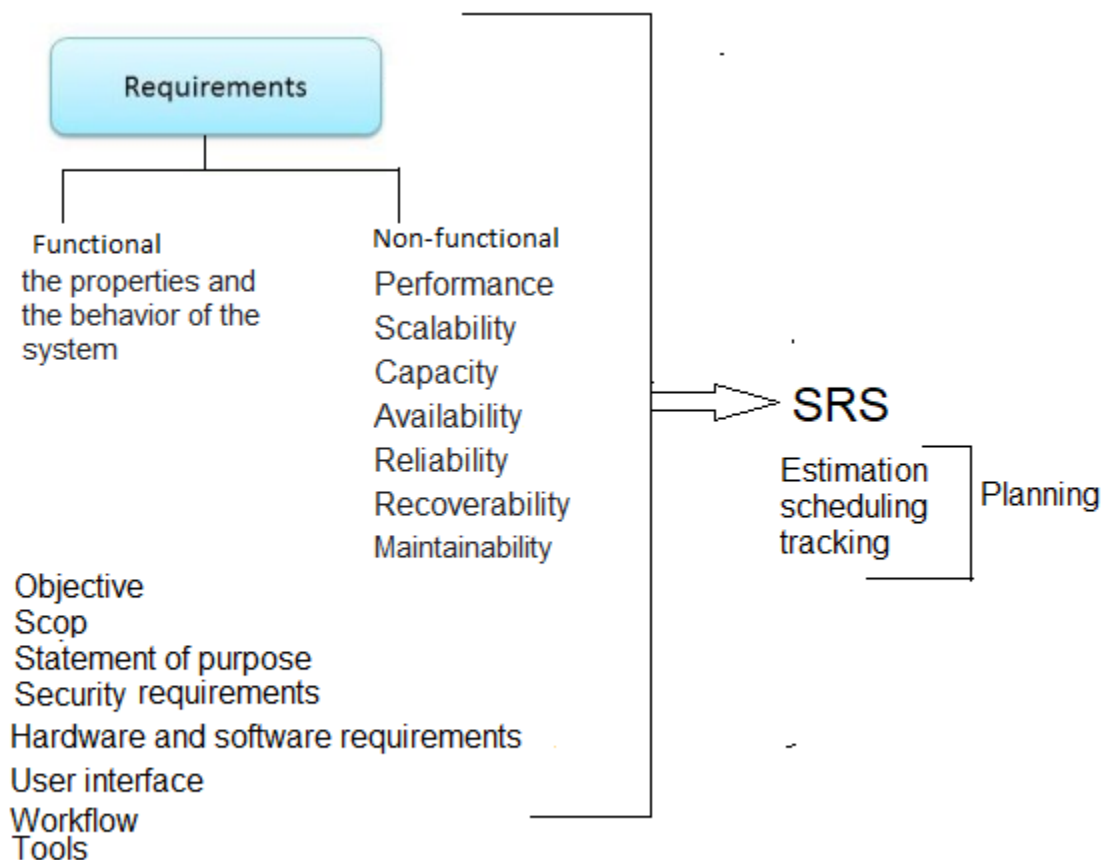 Requirements
Functional
the properties and
the behavior of the
system
Non-functional
Performance
Scalability
Capacity
Availability
Reliability
Recoverability
Maintainability
Objective
Scop
Statement of purpose
Security requirements
Hardware and software requirements
User interface
Workflow
Tools
SRS
Estimation
scheduling
tracking
Planning